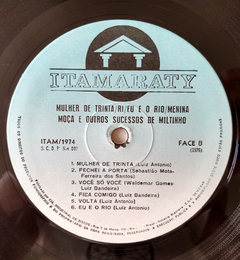 ITAMARATY
MULHER DE TRINTA/RI/EU E O RIO/MENINA
MOÇA E OUTROS SUCESSOS DE MILTINHO
ITAM/1974
FACE B
1. MULHER DE TRINTA (Luiz Antonio)
2. FECHEI A PORTA (Sebastião Mota-
Ferreira dos Santos)
3. VOCÊ SÓ VOCÊ (Waldemar Gomes-
Luiz Bandeira)
4. FICA COMIGO (Luiz Bandeira)
5. VOLTA (Luiz Antonio)
6. EU E O RIO (Luiz Antonio)